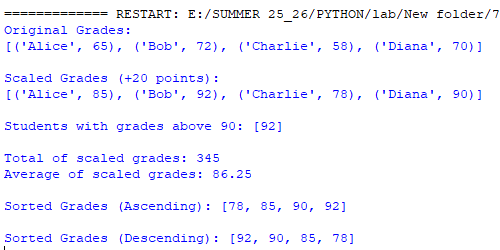 ============= RESTART: E:/SUMMER 25_26/PYTHON/lab/New folder/7
Original Grades:
[('Alice', 65), ('Bob', 72), ('Charlie', 58), ('Diana', 70)]
Scaled Grades (+20 points):
[('Alice', 85), ('Bob', 92), ('Charlie', 78), ('Diana', 90)]
Students with grades above 90: [92]
Total of scaled grades: 345
Average of scaled grades: 86.25
Sorted Grades (Ascending): [78, 85, 90, 92]
Sorted Grades (Descending): [92, 90, 85, 78]